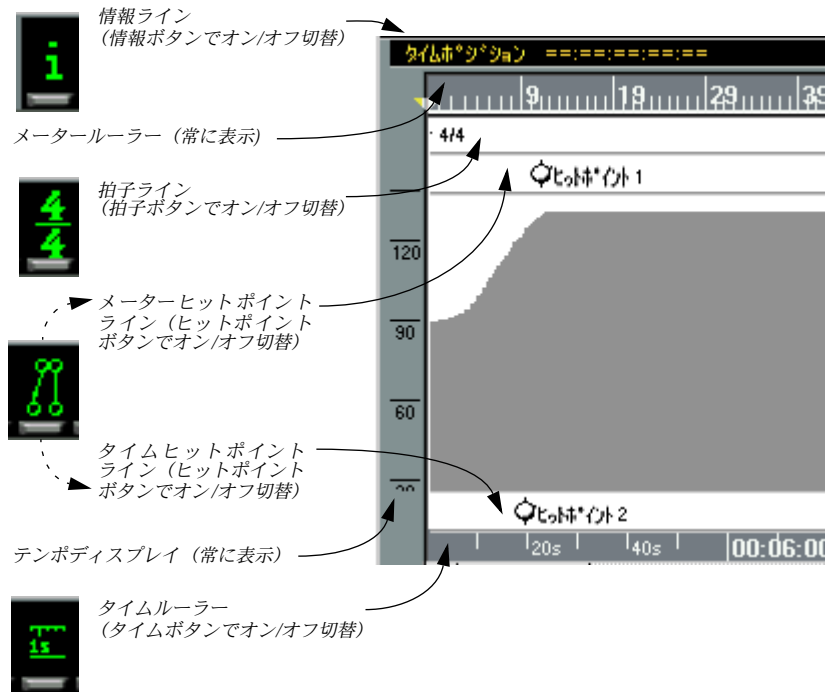 情報ライン
（情報ボタンでオン/オフ切替）
i
タイムポジション ==:==:==:==:==
9 19 29 39
メータールーラー（常に表示）
4/4
拍子ライン
（拍子ボタンでオン/オフ切替）
4
4
ヒットポイント 1
120
メーターヒットポイント
ライン（ヒットポイント
ボタンでオン/オフ切替）
90
60
タイムヒットポイント
ライン（ヒットポイント
ボタンでオン/オフ切替）
ヒットポイント 2
テンポディスプレイ（常に表示）
20s 40s 00:06:00
タイムルーラー
（タイムボタンでオン/オフ切替）
1s